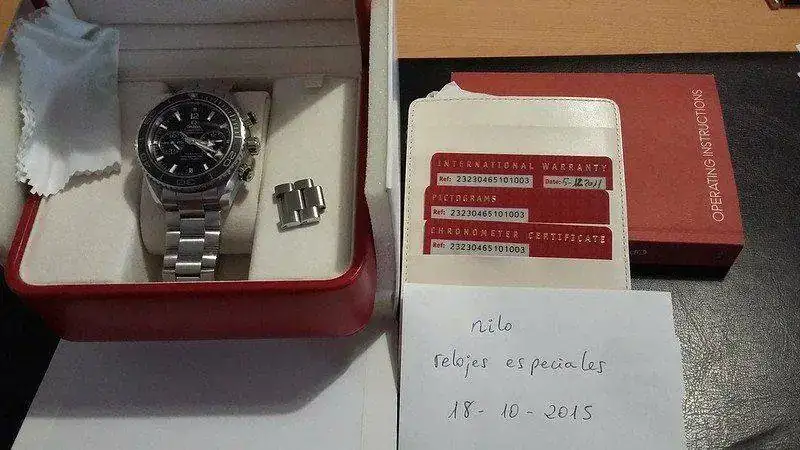 OMEGA
INTERNATIONAL WARRANTY
Ref: 23230465101003 Date: 5-12-2011
PICTOGRAMS
Ref: 23230465101003
CHRONOMETER CERTIFICATE
Ref: 23230465101003
OPERATING INSTRUCTIONS
nilo
relojes especiales
18-10-2015